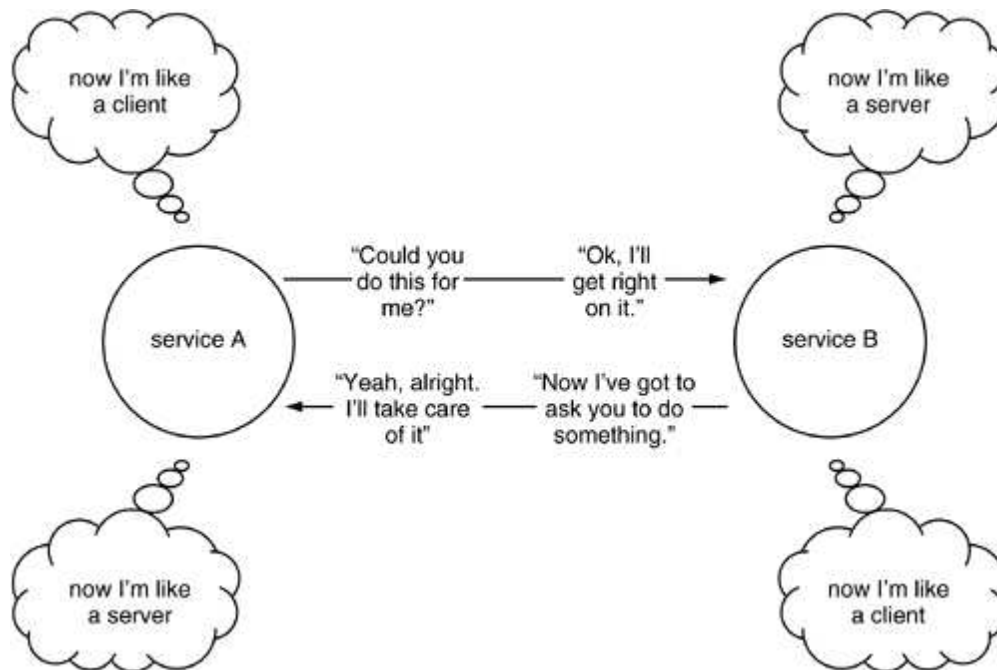 now I'm like
a client
now I'm like
a server
“Could you
do this for
me?”
“Ok, I'll
get right
on it.”
service A
service B
“Yeah, alright.
I'll take care
of it”
“Now I've got to
ask you to do
something.”
now I'm like
a server
now I'm like
a client